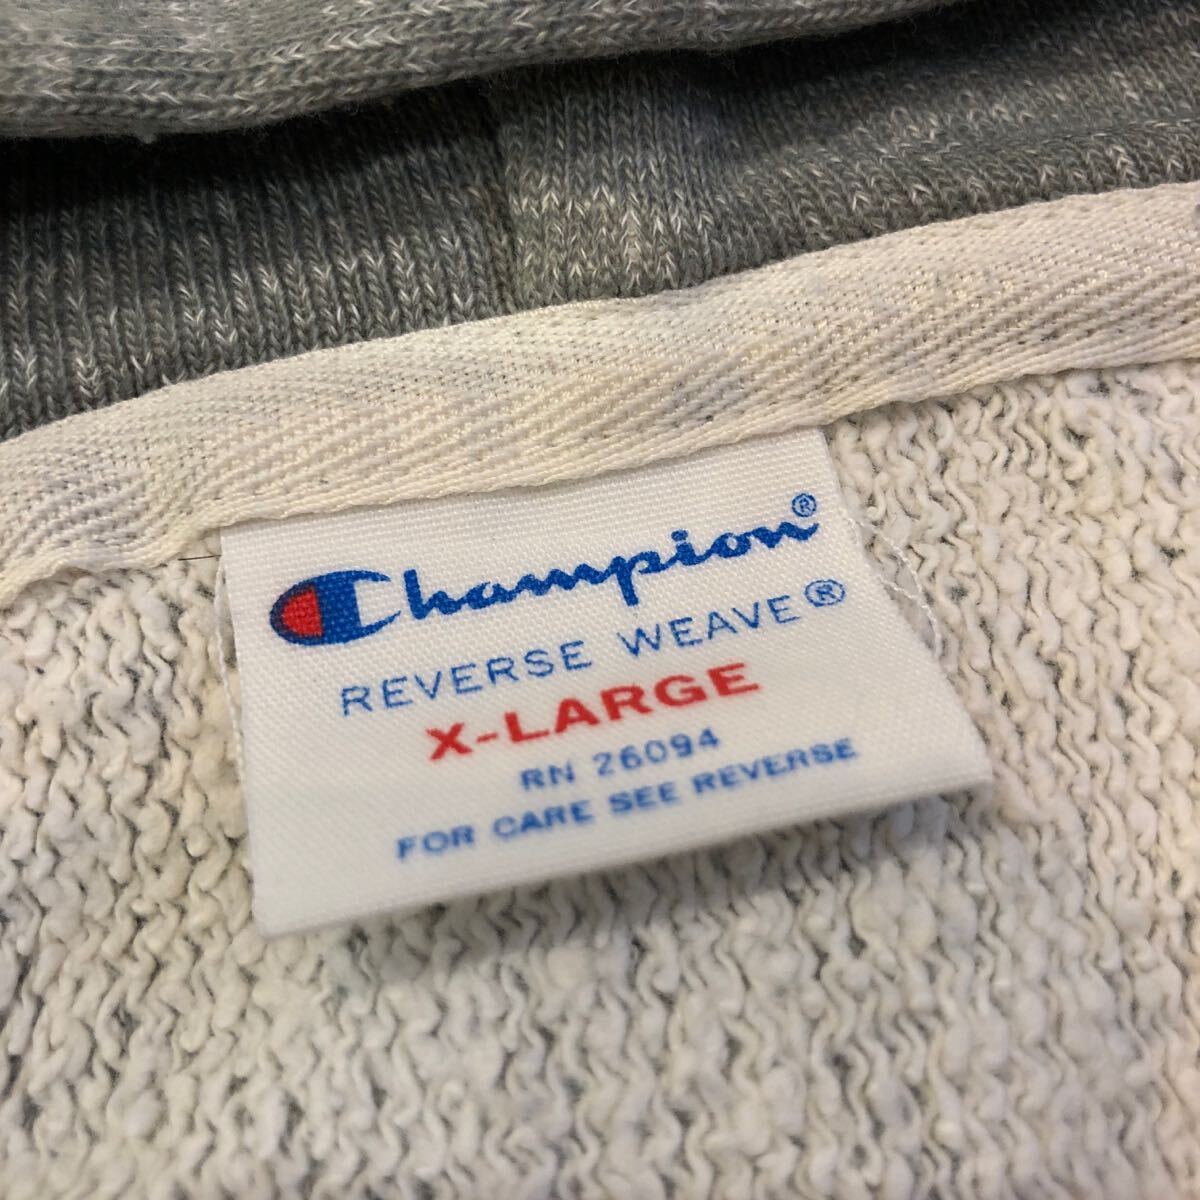 Champion®
REVERSE WEAVE®
X-LARGE
RN 26094
FOR CARE SEE REVERSE